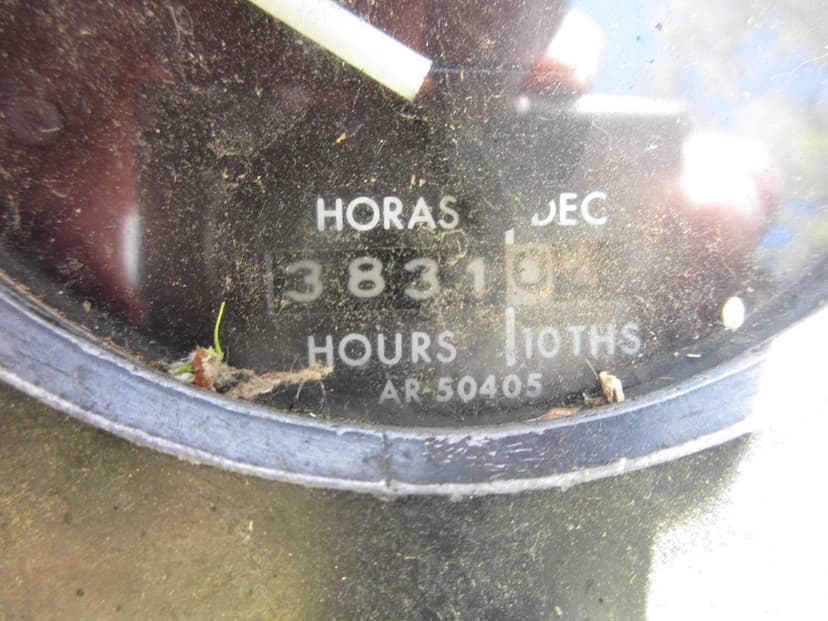 HORAS DEC
3831
HOURS 10THS
AR-50405